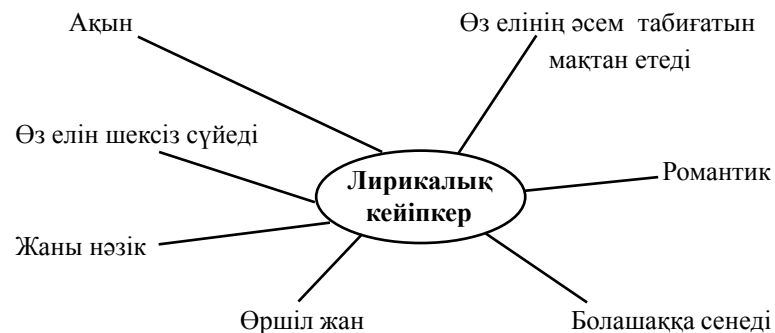 Ақын
Өз елінің әсем табиғатын
мақтан етеді
Өз елін шексіз сүйеді
Романтик
Лирикалық
кейіпкер
Жаны нәзік
Өршіл жан
Болашаққа сенеді